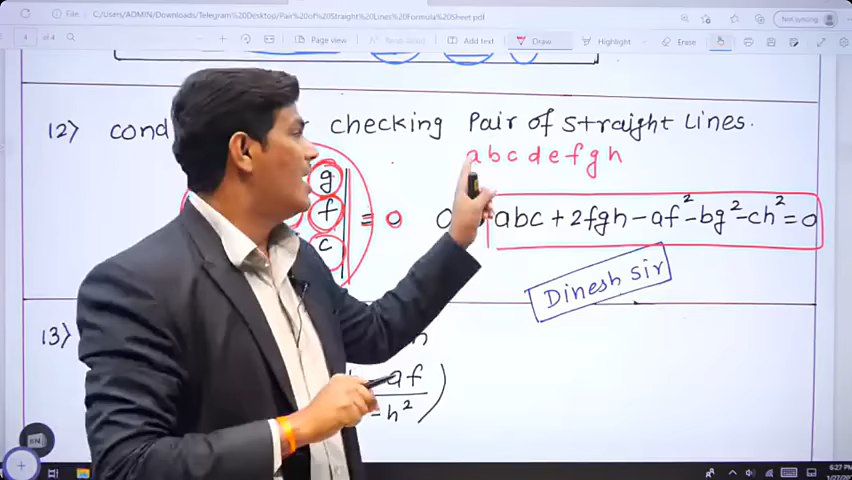 File
C:/Users/ADMIN/Downloads/Telegram%20Desktop/Pair%20of%20Straight%20Lines%20Formula%20Sheet.pdf
Not syncing
4 of 4
Page view
Add text
Draw
Highlight
Erase
12) cond checking Pair of Straight Lines.
a b c d e f g h
g
f = 0 abc + 2fgh - af² - bg² - ch² = 0
c
Dinesh Sir
13)
af
- h² )
EN
6:27 PM